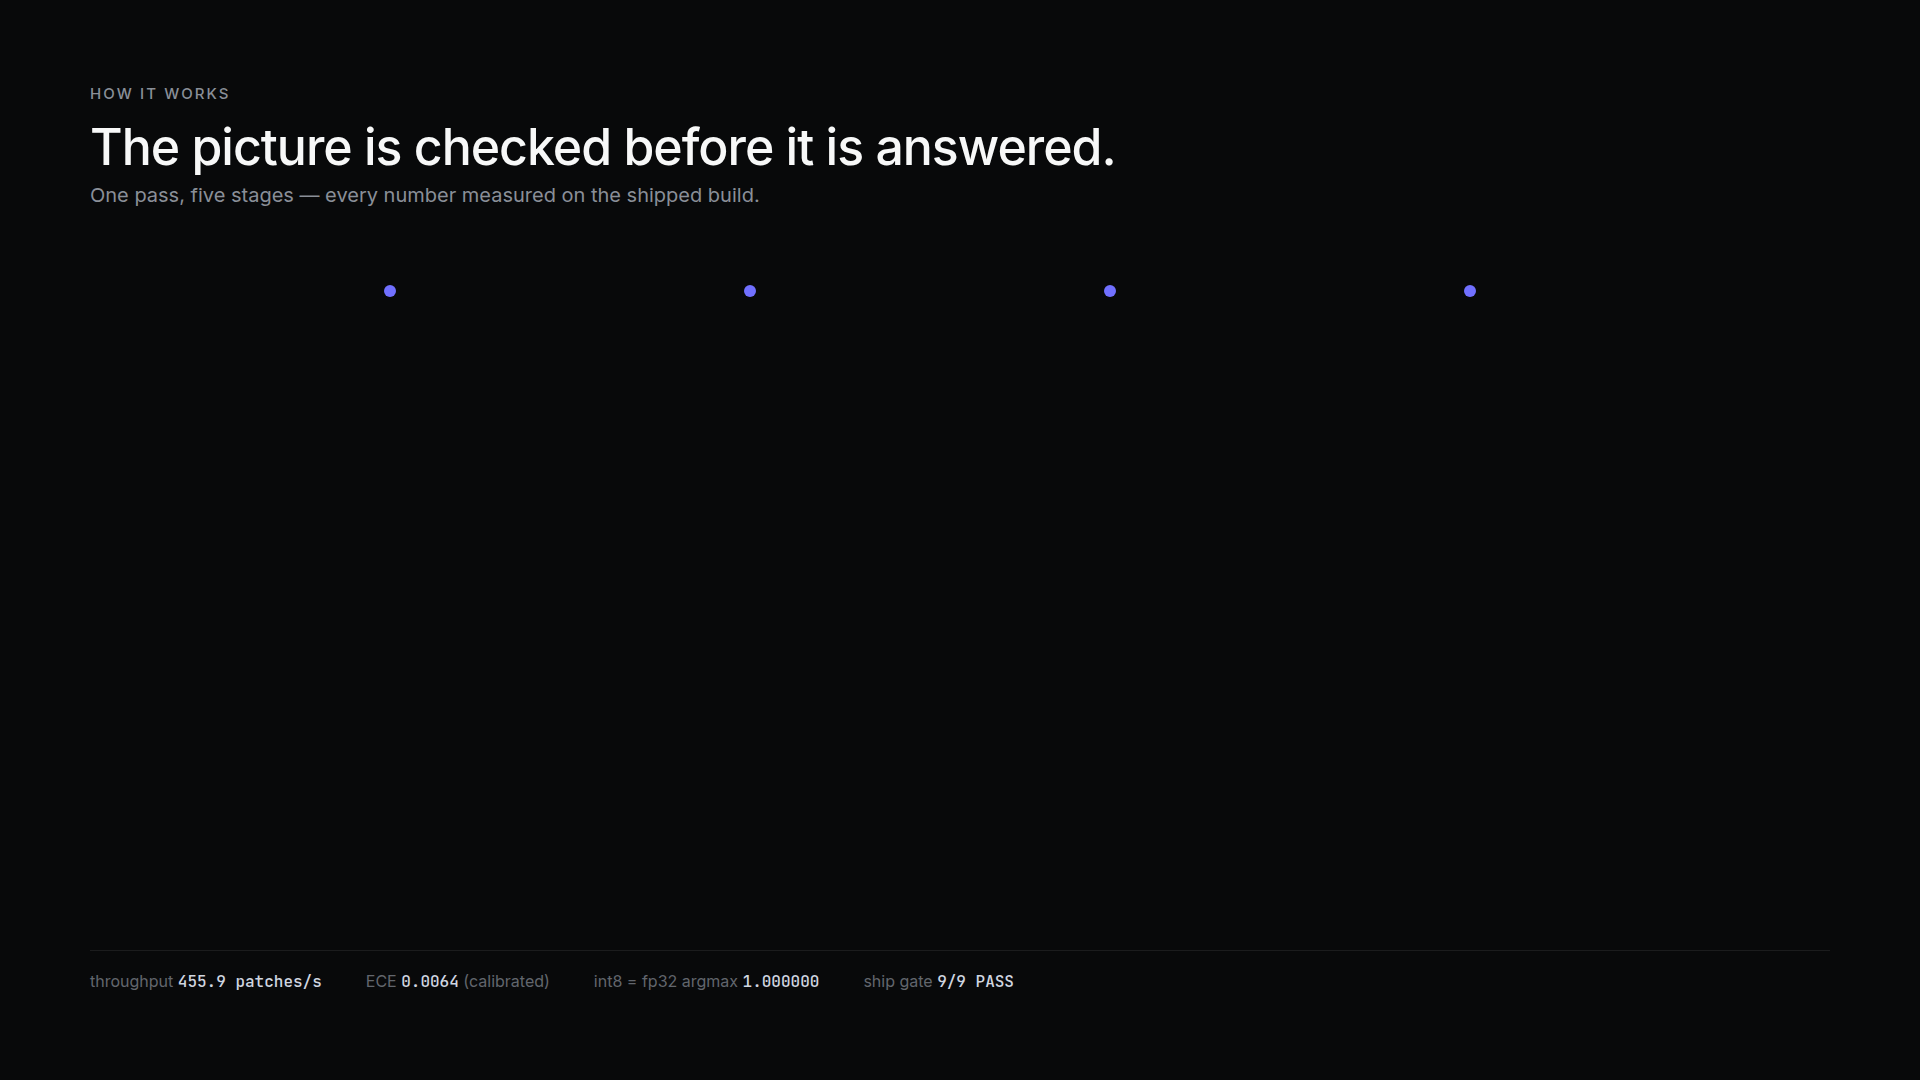 HOW IT WORKS
The picture is checked before it is answered.
One pass, five stages — every number measured on the shipped build.
throughput 455.9 patches/s ECE 0.0064 (calibrated) int8 = fp32 argmax 1.000000 ship gate 9/9 PASS